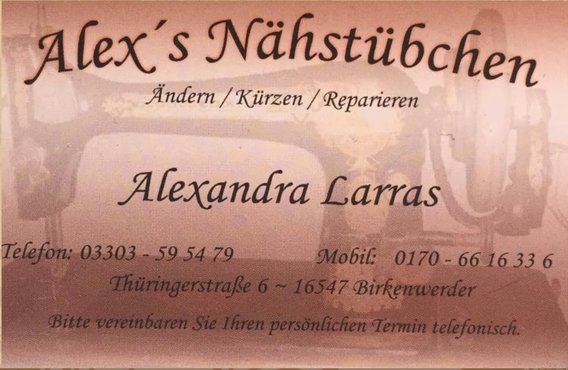 Alex´s Nähstübchen
Ändern / Kürzen / Reparieren
Alexandra Larras
Telefon: 03303 - 59 54 79 Mobil: 0170 - 66 16 33 6
Thüringerstraße 6 ~ 16547 Birkenwerder
Bitte vereinbaren Sie Ihren persönlichen Termin telefonisch.